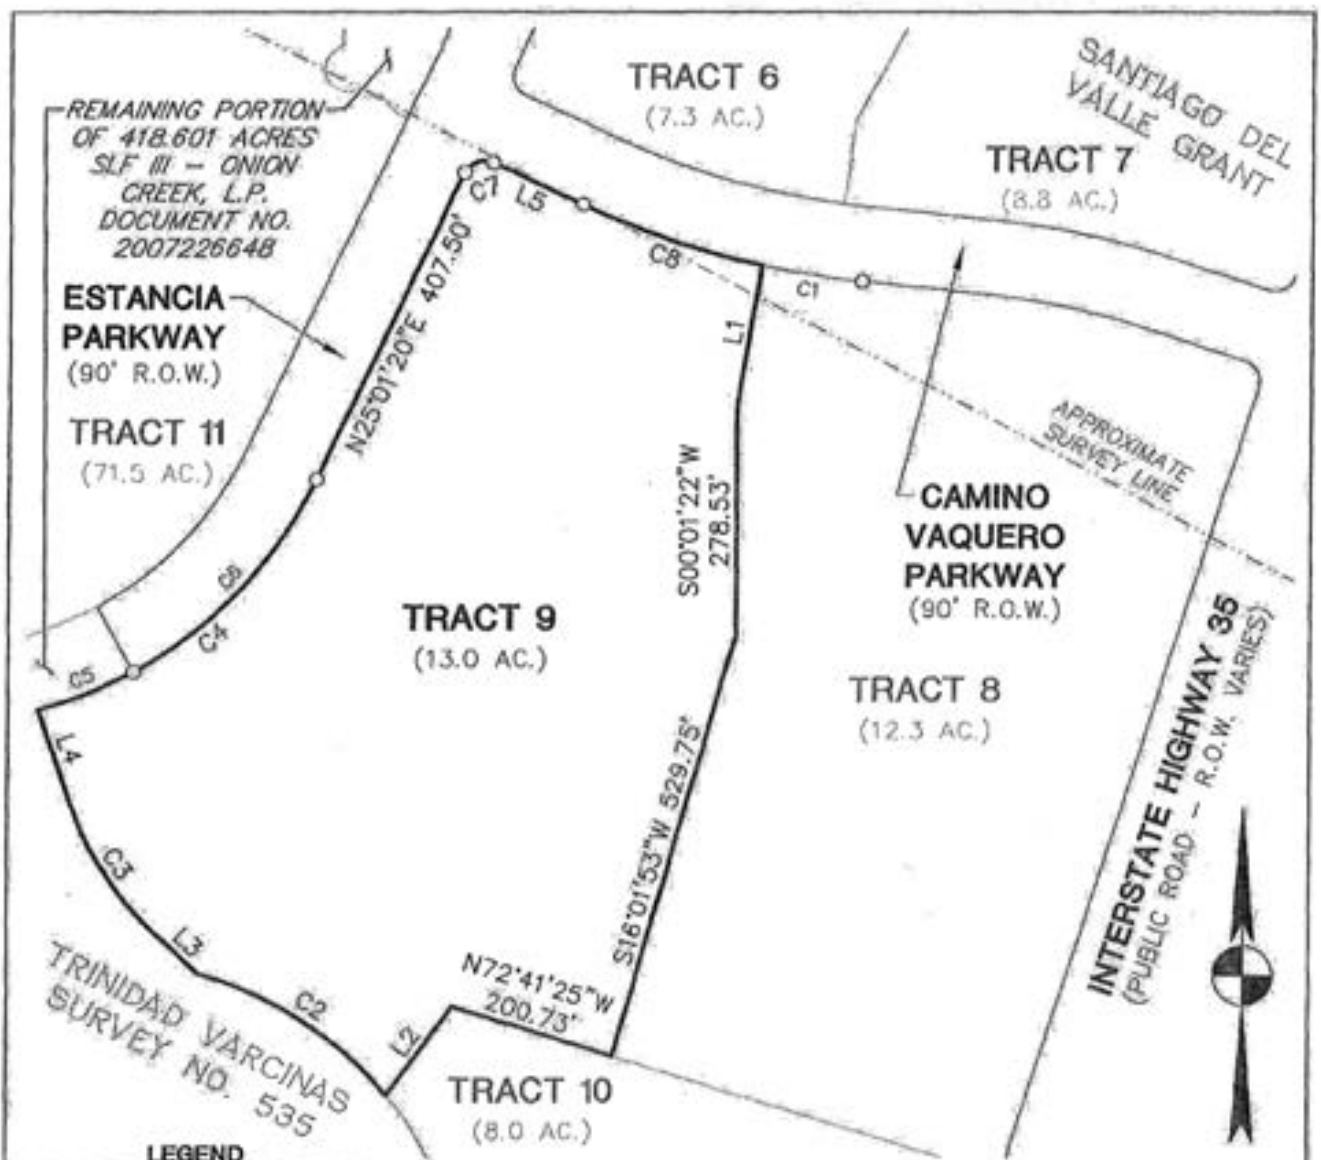 TRACT 6
(7.3 AC.)
SANTIAGO DEL
VALLE GRANT
TRACT 7
(8.8 AC.)
REMAINING PORTION
OF 418.601 ACRES
SLF III - ONION
CREEK, L.P.
DOCUMENT NO.
2007226648
ESTANCIA
PARKWAY
(90' R.O.W.)
TRACT 11
(71.5 AC.)
C7
L5
C8
C1
L1
N25°01'20"E 407.50'
S00°01'22"W
278.53'
APPROXIMATE
SURVEY LINE
CAMINO
VAQUERO
PARKWAY
(90' R.O.W.)
C6
C4
C5
TRACT 9
(13.0 AC.)
TRACT 8
(12.3 AC.)
INTERSTATE HIGHWAY 35
(PUBLIC ROAD - R.O.W. VARIES)
L4
C3
L3
C2
L2
S16°01'53"W 529.75'
N72°41'25"W
200.73'
TRINIDAD VARCINAS
SURVEY NO. 535
TRACT 10
(8.0 AC.)
LEGEND